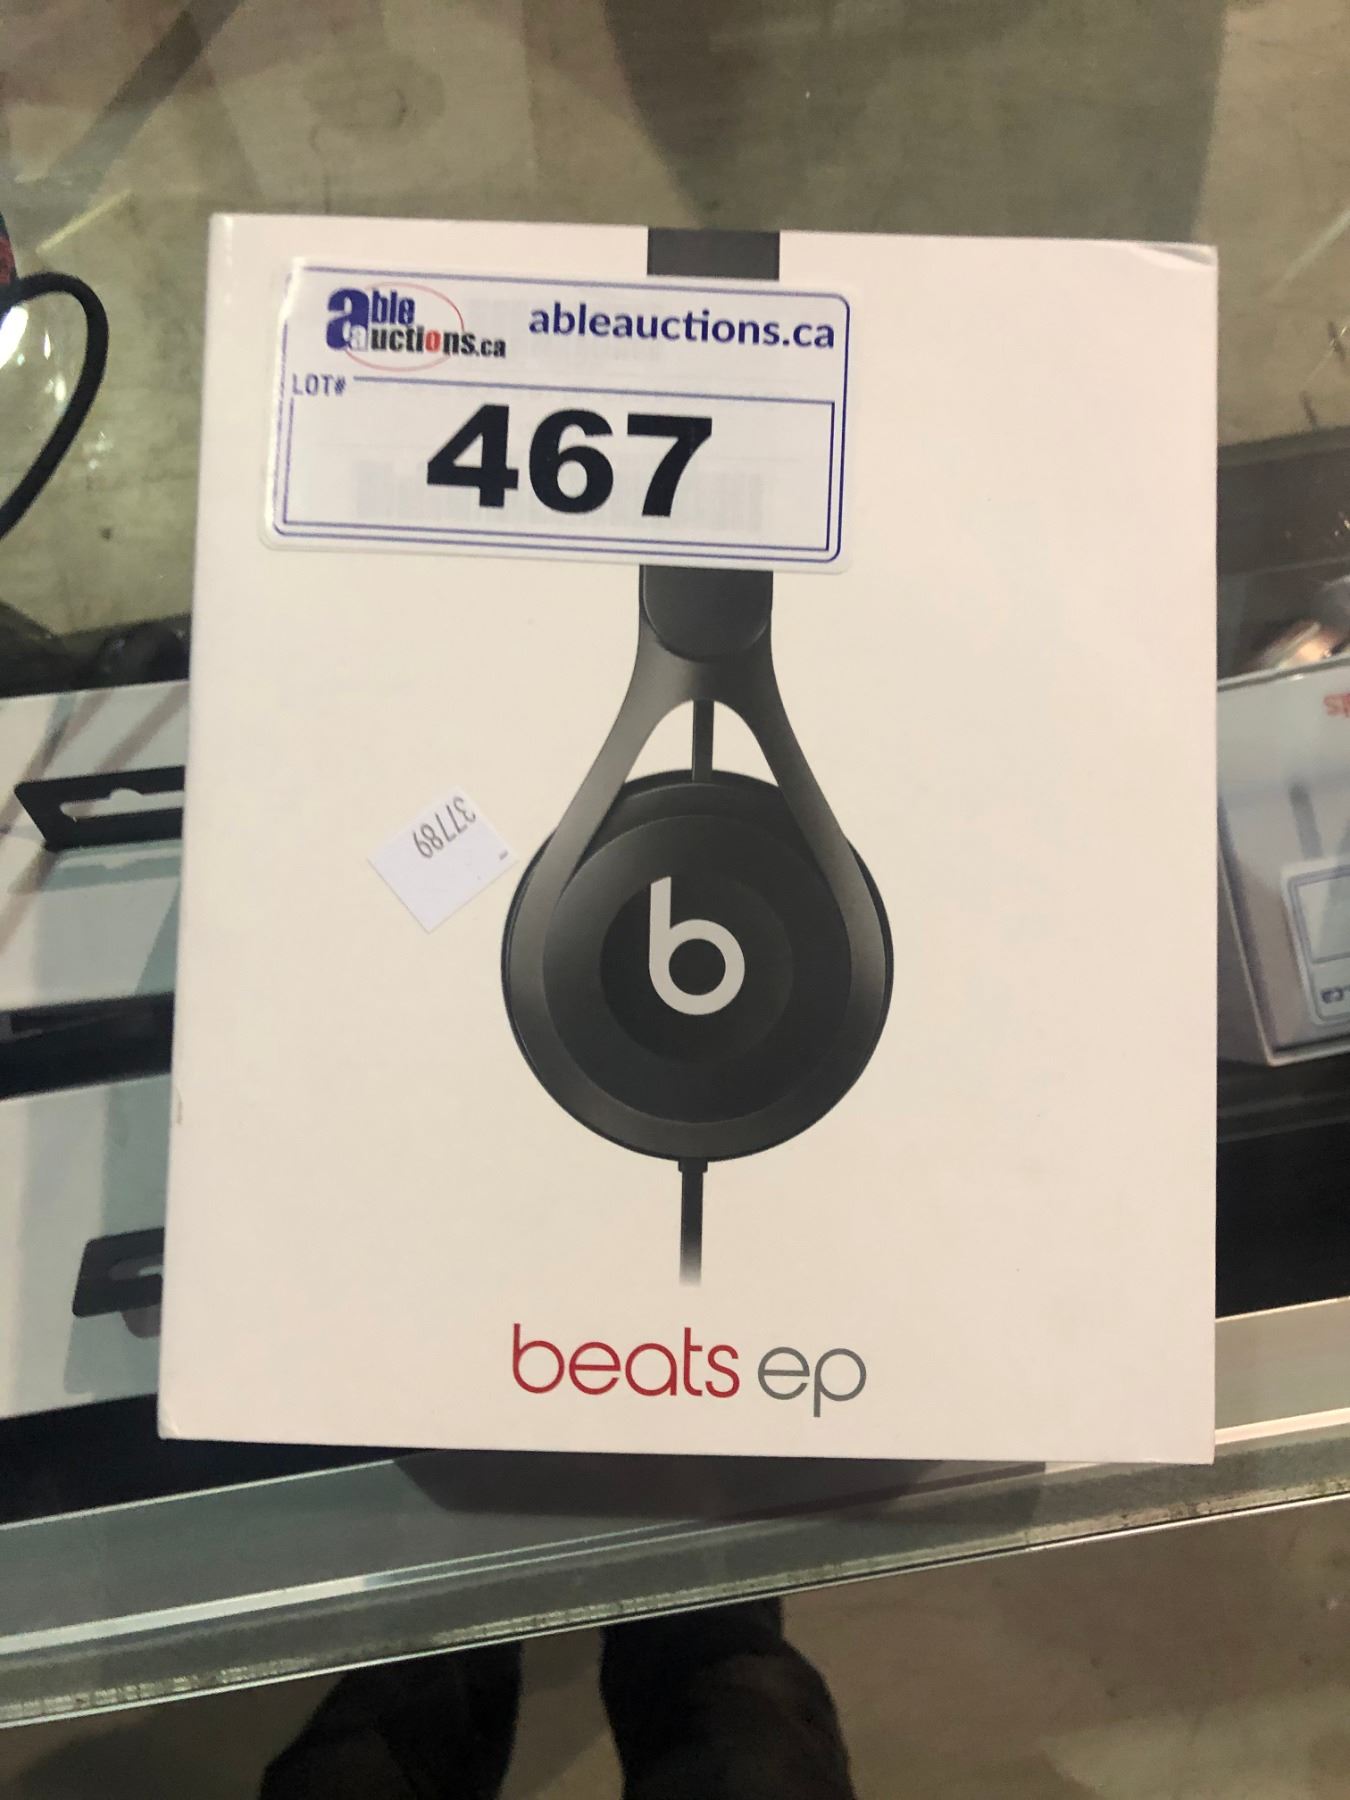 able
auctions.ca
ableauctions.ca
LOT#
467
37789
b
beats ep